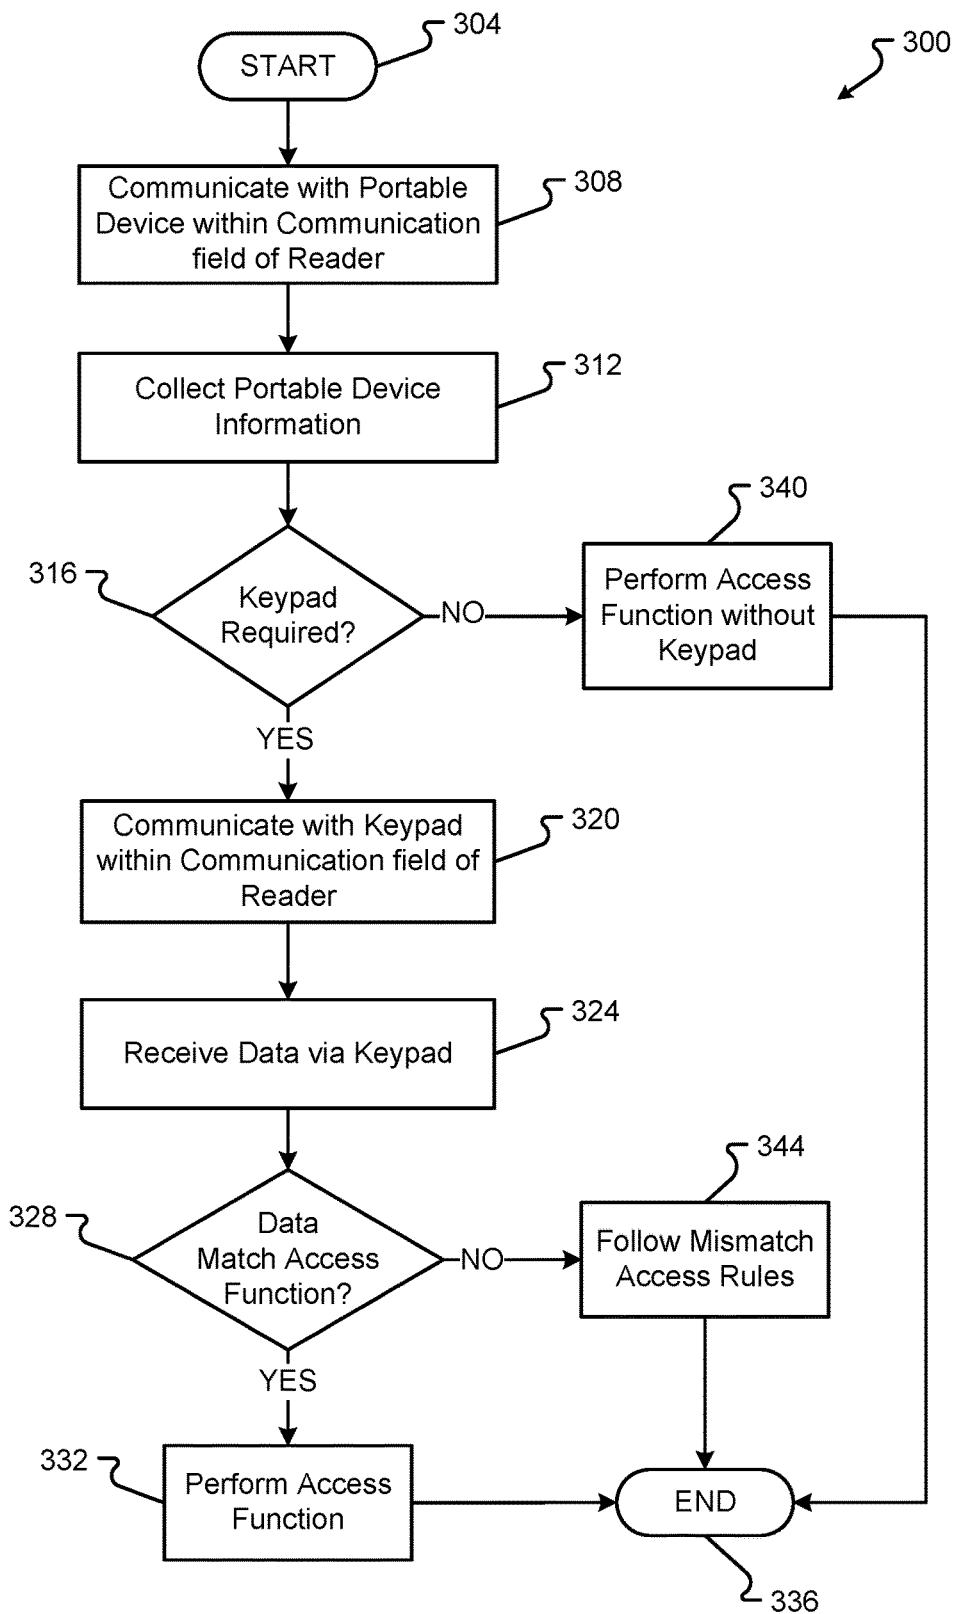 304
START
300
Communicate with Portable
Device within Communication
field of Reader
308
Collect Portable Device
Information
312
316
Keypad
Required?
NO
340
Perform Access
Function without
Keypad
YES
Communicate with Keypad
within Communication field of
Reader
320
Receive Data via Keypad
324
328
Data
Match Access
Function?
NO
344
Follow Mismatch
Access Rules
YES
332
Perform Access
Function
END
336